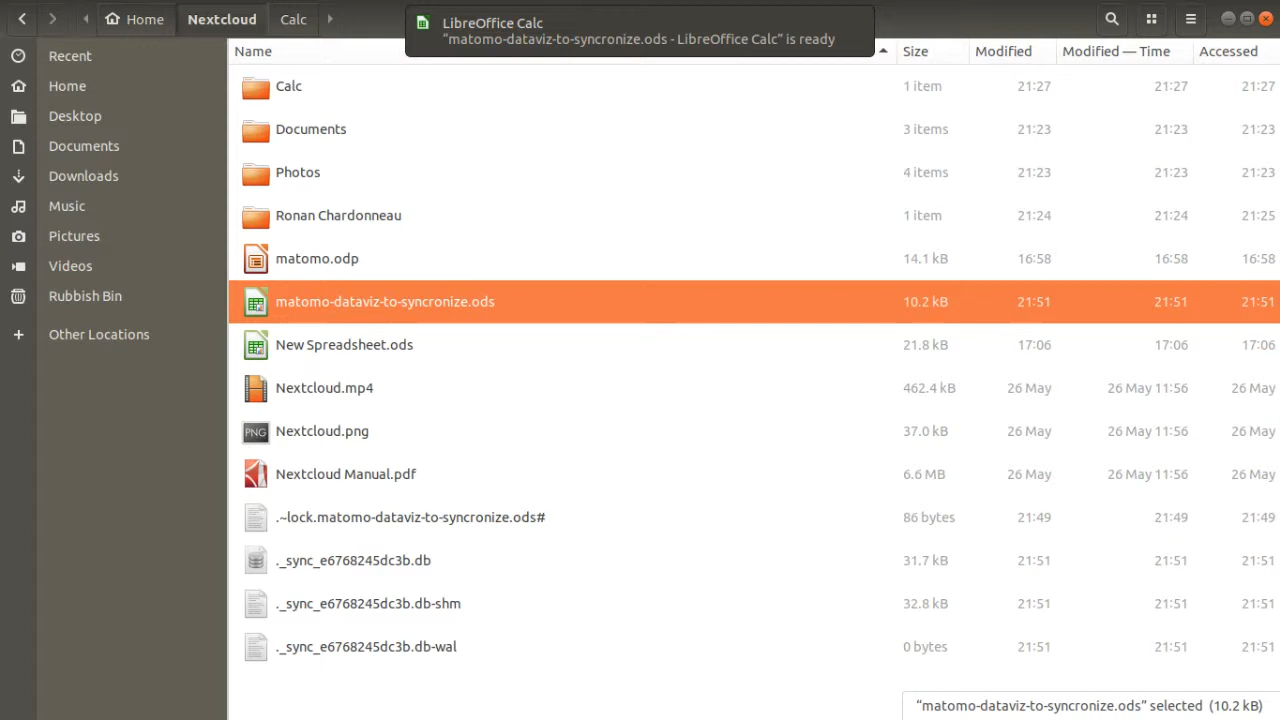 Home
Nextcloud
Calc
LibreOffice Calc
“matomo-dataviz-to-syncronize.ods - LibreOffice Calc” is ready
Recent
Home
Desktop
Documents
Downloads
Music
Pictures
Videos
Rubbish Bin
Other Locations
Name Size Modified Modified — Time Accessed
Calc 1 item 21:27 21:27 21:27
Documents 3 items 21:23 21:23 21:23
Photos 4 items 21:23 21:23 21:23
Ronan Chardonneau 1 item 21:24 21:24 21:25
matomo.odp 14.1 kB 16:58 16:58 16:58
matomo-dataviz-to-syncronize.ods 10.2 kB 21:51 21:51 21:51
New Spreadsheet.ods 21.8 kB 17:06 17:06 17:06
Nextcloud.mp4 462.4 kB 26 May 26 May 11:56 26 May
PNG Nextcloud.png 37.0 kB 26 May 26 May 11:56 26 May
Nextcloud Manual.pdf 6.6 MB 26 May 26 May 11:56 26 May
.~lock.matomo-dataviz-to-syncronize.ods# 86 bytes 21:49 21:49 21:49
._sync_e6768245dc3b.db 31.7 kB 21:51 21:51 21:51
._sync_e6768245dc3b.db-shm 32.8 kB 21:51 21:51 21:51
._sync_e6768245dc3b.db-wal 0 bytes 21:51 21:51 21:51
“matomo-dataviz-to-syncronize.ods” selected (10.2 kB)